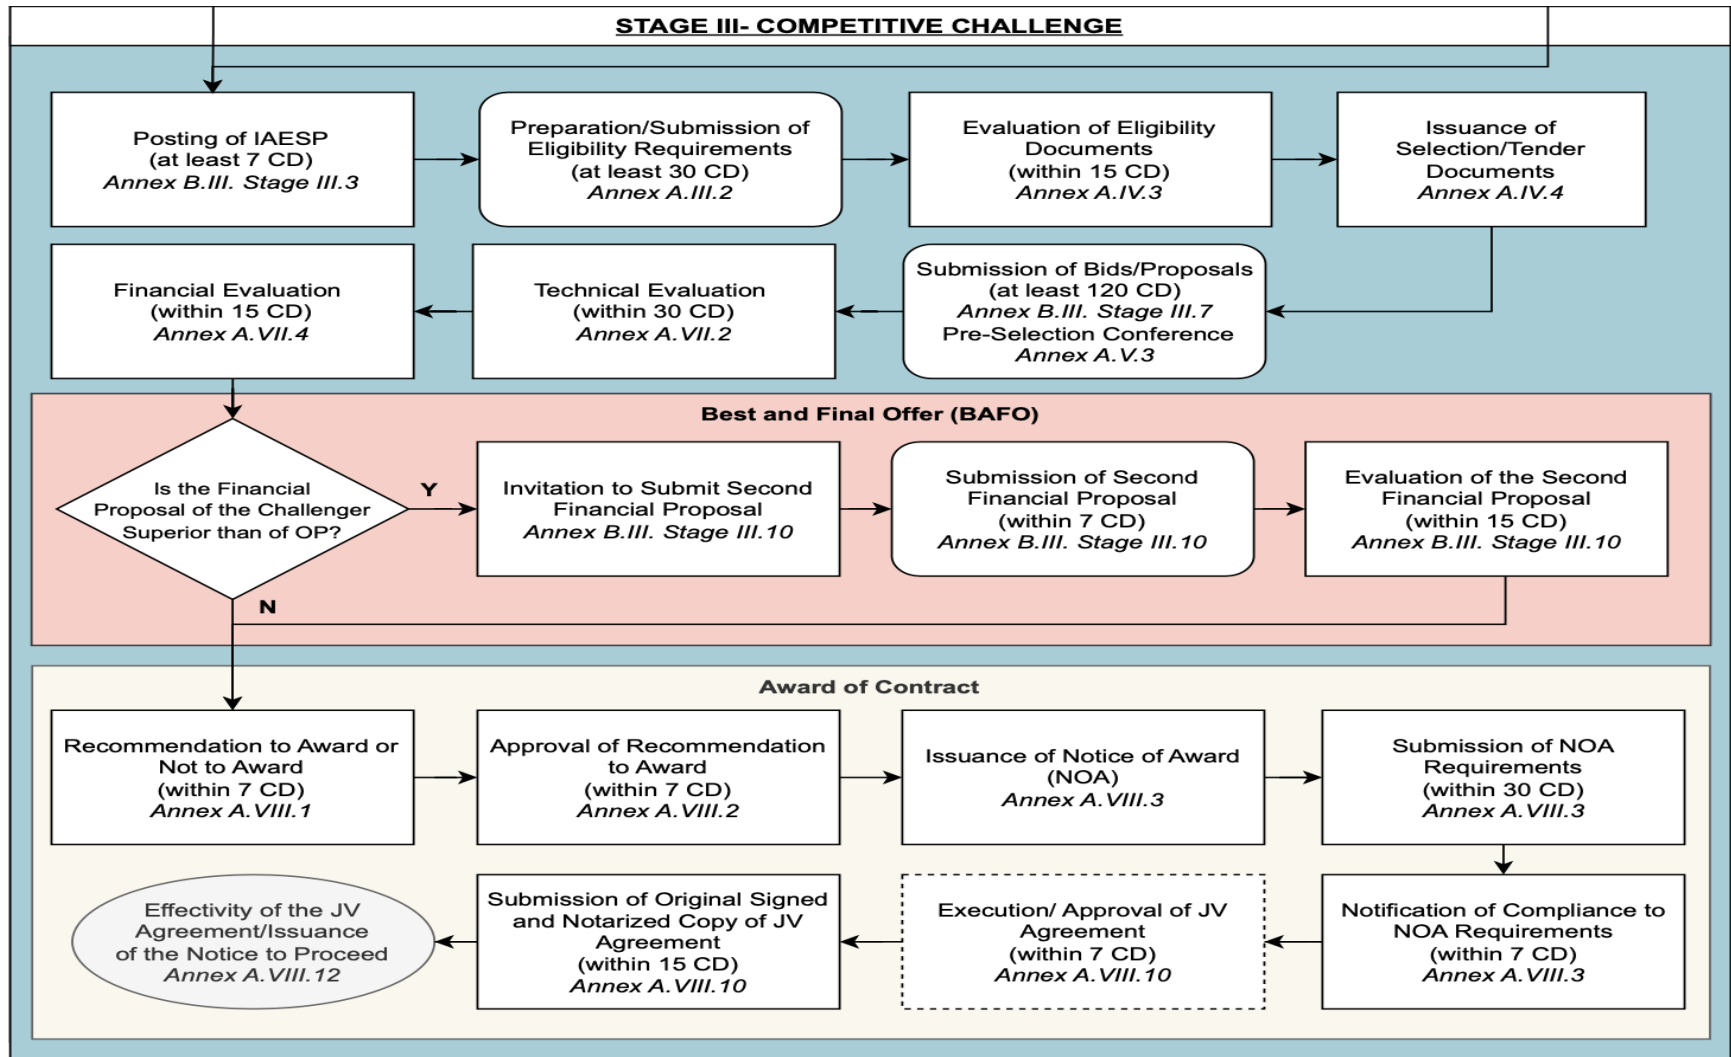 STAGE III- COMPETITIVE CHALLENGE
Posting of IAESP
(at least 7 CD)
Annex B.III. Stage III.3
Preparation/Submission of
Eligibility Requirements
(at least 30 CD)
Annex A.III.2
Evaluation of Eligibility
Documents
(within 15 CD)
Annex A.IV.3
Issuance of
Selection/Tender
Documents
Annex A.IV.4
Submission of Bids/Proposals
(at least 120 CD)
Annex B.III. Stage III.7
Pre-Selection Conference
Annex A.V.3
Technical Evaluation
(within 30 CD)
Annex A.VII.2
Financial Evaluation
(within 15 CD)
Annex A.VII.4
Best and Final Offer (BAFO)
Is the Financial
Proposal of the Challenger
Superior than of OP?
Y
N
Invitation to Submit Second
Financial Proposal
Annex B.III. Stage III.10
Submission of Second
Financial Proposal
(within 7 CD)
Annex B.III. Stage III.10
Evaluation of the Second
Financial Proposal
(within 15 CD)
Annex B.III. Stage III.10
Award of Contract
Recommendation to Award or
Not to Award
(within 7 CD)
Annex A.VIII.1
Approval of Recommendation
to Award
(within 7 CD)
Annex A.VIII.2
Issuance of Notice of Award
(NOA)
Annex A.VIII.3
Submission of NOA
Requirements
(within 30 CD)
Annex A.VIII.3
Notification of Compliance to
NOA Requirements
(within 7 CD)
Annex A.VIII.3
Execution/ Approval of JV
Agreement
(within 7 CD)
Annex A.VIII.10
Submission of Original Signed
and Notarized Copy of JV
Agreement
(within 15 CD)
Annex A.VIII.10
Effectivity of the JV
Agreement/Issuance
of the Notice to Proceed
Annex A.VIII.12